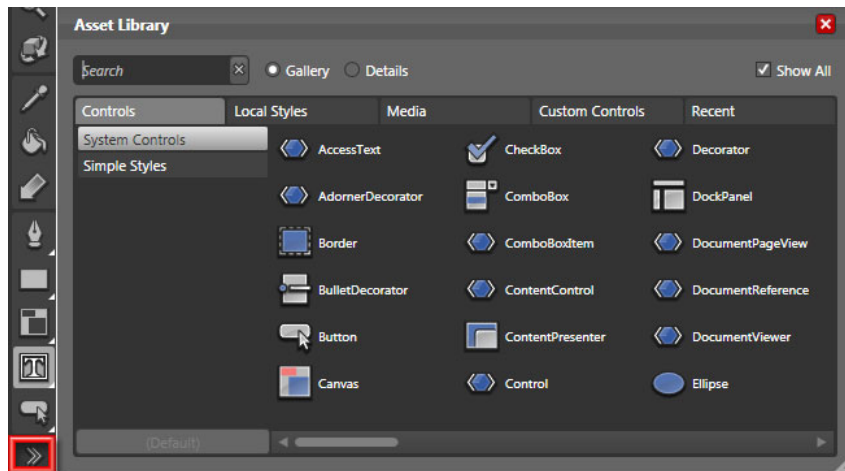 Asset Library
Search
Gallery
Details
Show All
Controls
Local Styles
Media
Custom Controls
Recent
System Controls
Simple Styles
AccessText
CheckBox
Decorator
AdornerDecorator
ComboBox
DockPanel
Border
ComboBoxItem
DocumentPageView
BulletDecorator
ContentControl
DocumentReference
Button
ContentPresenter
DocumentViewer
Canvas
Control
Ellipse
(Default)